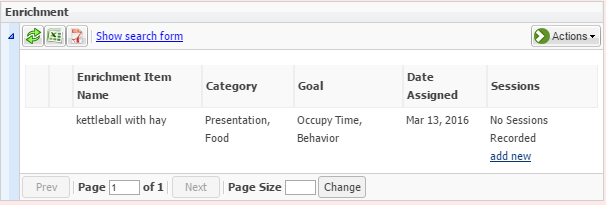 Enrichment
Show search form
Actions
Enrichment Item Name Category Goal Date Assigned Sessions
kettleball with hay Presentation, Food Occupy Time, Behavior Mar 13, 2016 No Sessions Recorded
add new
Prev Page 1 of 1 Next Page Size Change